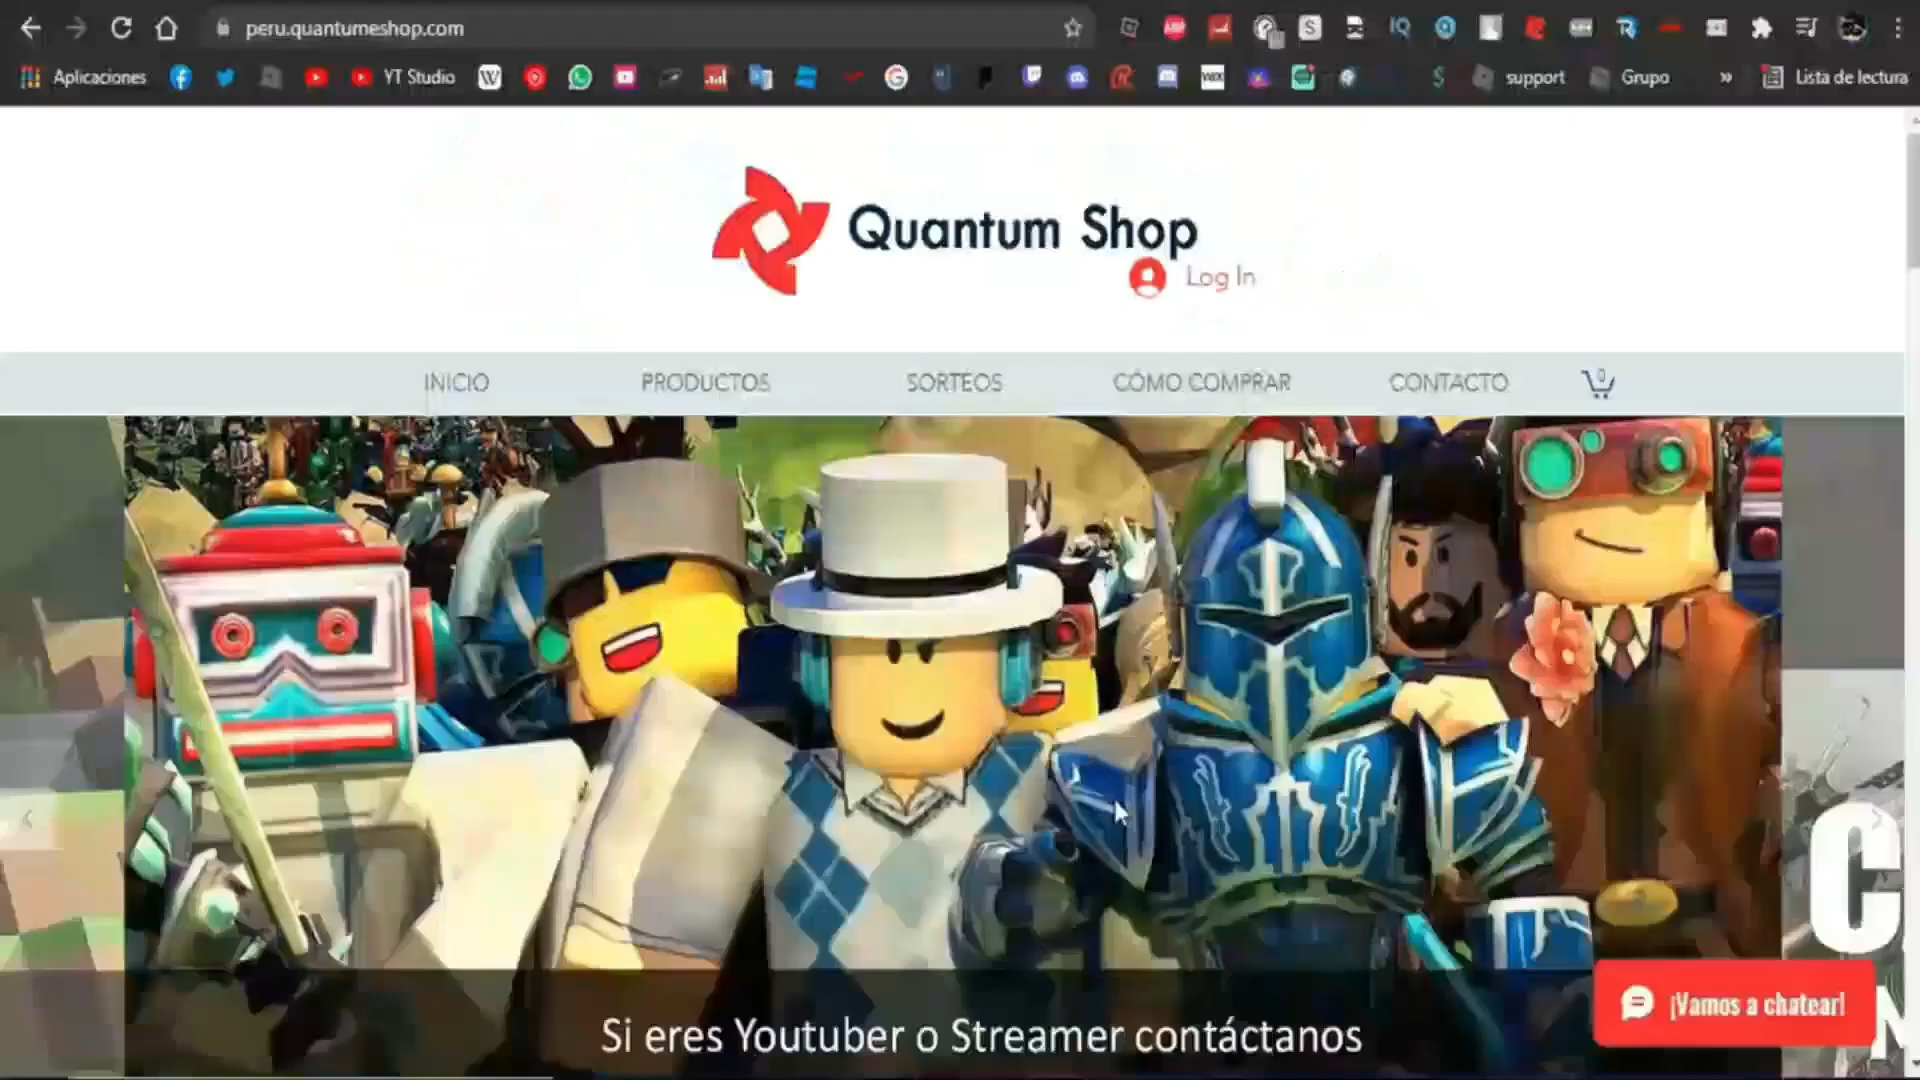 peru.quantumeshop.com
Aplicaciones
YT Studio
support
Grupo
»
Lista de lectura
Quantum Shop
Log In
INICIO
PRODUCTOS
SORTEOS
CÓMO COMPRAR
CONTACTO
0
C
N
Si eres Youtuber o Streamer contáctanos
¡Vamos a chatear!